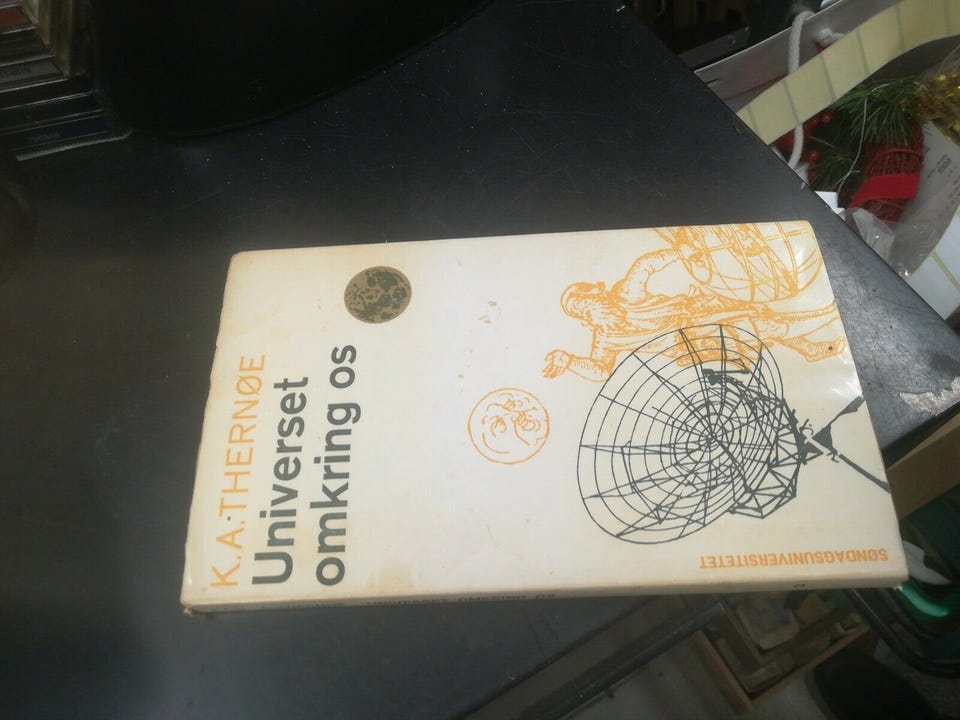 K.A.THERNØE
Universet
omkring os
SØNDAGSUNIVERSITETET